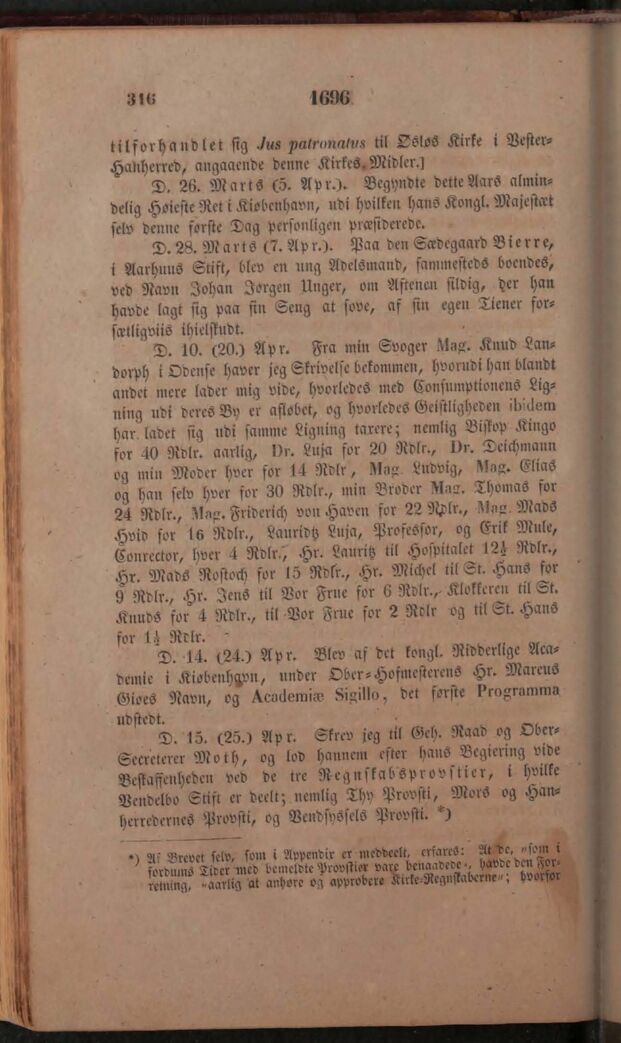 316
1696
tilforhandlet sig Jus patronatus til Øsløs Kirke i Vester-
Hanherred, angaaende denne Kirkes Midler.]
D. 26. Marts (5. Apr.). Begyndte dette Aars almin-
delig Høieste Ret i Kiøbenhavn, udi hvilken hans Kongl. Majestæt
selv denne første Dag personligen præsiderede.
D. 28. Marts (7. Apr.). Paa den Sædegaard Bierre,
i Aarhuus Stift, blev en ung Adelsmand, sammesteds boendes,
ved Navn Johan Jørgen Unger, om Aftenen sildig, der han
havde lagt sig paa sin Seng at sove, af sin egen Tiener for-
sætligviis ihielskudt.
D. 10. (20.) Apr. Fra min Svoger Mag. Knud Lan-
dorph i Odense haver jeg Skrivelse bekommen, hvorudi han blandt
andet mere lader mig vide, hvorledes med Consumptionens Lig-
ning udi deres By er afløbet, og hvorledes Geistligheden ibidem
har ladet sig udi samme Ligning taxere; nemlig Biskop Kingo
for 40 Rdlr. aarlig, Dr. Luja for 20 Rdlr., Dr. Deichmann
og min Moder hver for 14 Rdlr, Mag. Ludvig, Mag. Elias
og han selv hver for 30 Rdlr., min Broder Mag. Thomas for
24 Rdlr., Mag. Friderich von Haven for 22 Rdlr., Mag. Mads
Hvid for 16 Rdlr., Lauridtz Luja, Professor, og Erik Mule,
Conrector, hver 4 Rdlr., Hr. Lauritz til Hospitalet 12½ Rdlr.,
Hr. Mads Rostoch for 15 Rdlr., Hr. Michel til St. Hans for
9 Rdlr., Hr. Jens til Vor Frue for 6 Rdlr., Klokkeren til St.
Knuds for 4 Rdlr., til Vor Frue for 2 Rdlr og til St. Hans
for 1½ Rdlr.
D. 14. (24.) Apr. Blev af det kongl. Ridderlige Aca-
demie i Kiøbenhavn, under Ober-Hofmesterens Hr. Marcus
Giøes Navn, og Academiæ Sigillo, det første Programma
udstedt.
D. 15. (25.) Apr. Skrev jeg til Geh. Raad og Ober-
Secreterer Moth, og lod hannem efter hans Begiering vide
Beskaffenheden ved de tre Regnskabsprovstier, i hvilke
Vendelbo Stift er deelt; nemlig Thy Provsti, Mors og Han-
herredernes Provsti, og Vendsyssels Provsti. *)
*) Af Brevet selv, som i Appendix er meddeelt, erfares: At de, »som i
fordums Tider med bemeldte Provstier vare benaadede«, havde den For-
retning, »aarlig at anhøre og approbere Kirke-Regnskaberne«; hvorfor